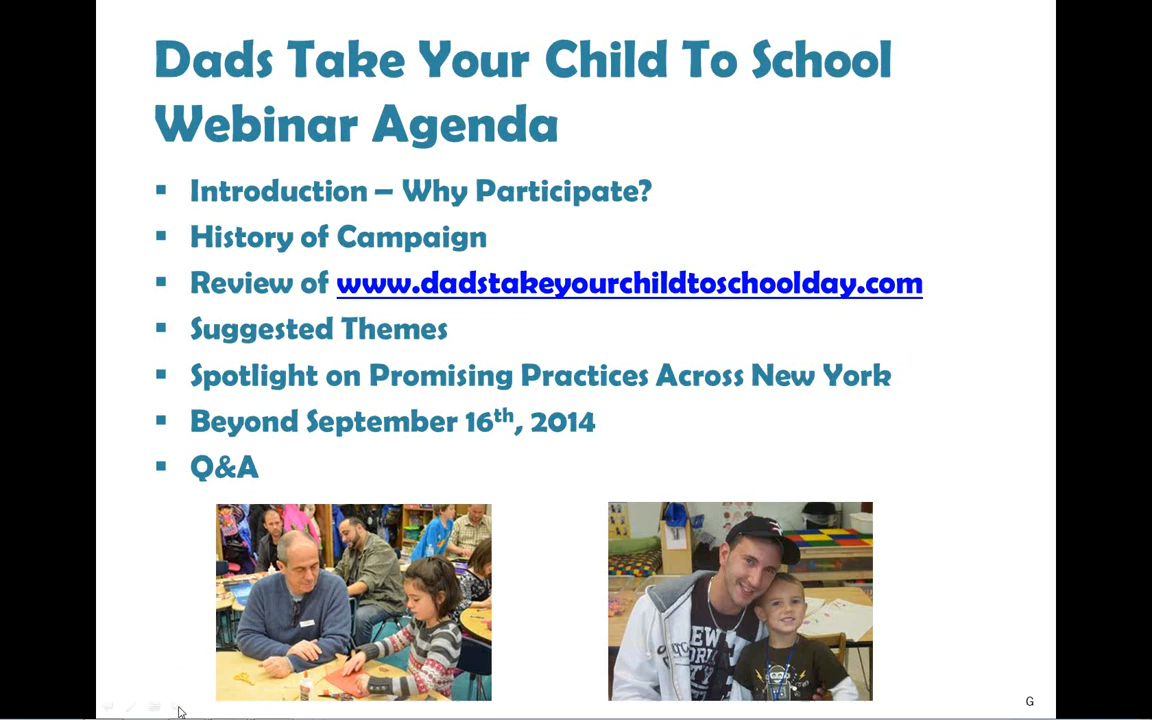 Dads Take Your Child To School
Webinar Agenda
Introduction – Why Participate?
History of Campaign
Review of www.dadstakeyourchildtoschoolday.com
Suggested Themes
Spotlight on Promising Practices Across New York
Beyond September 16th, 2014
Q&A
NEW
G